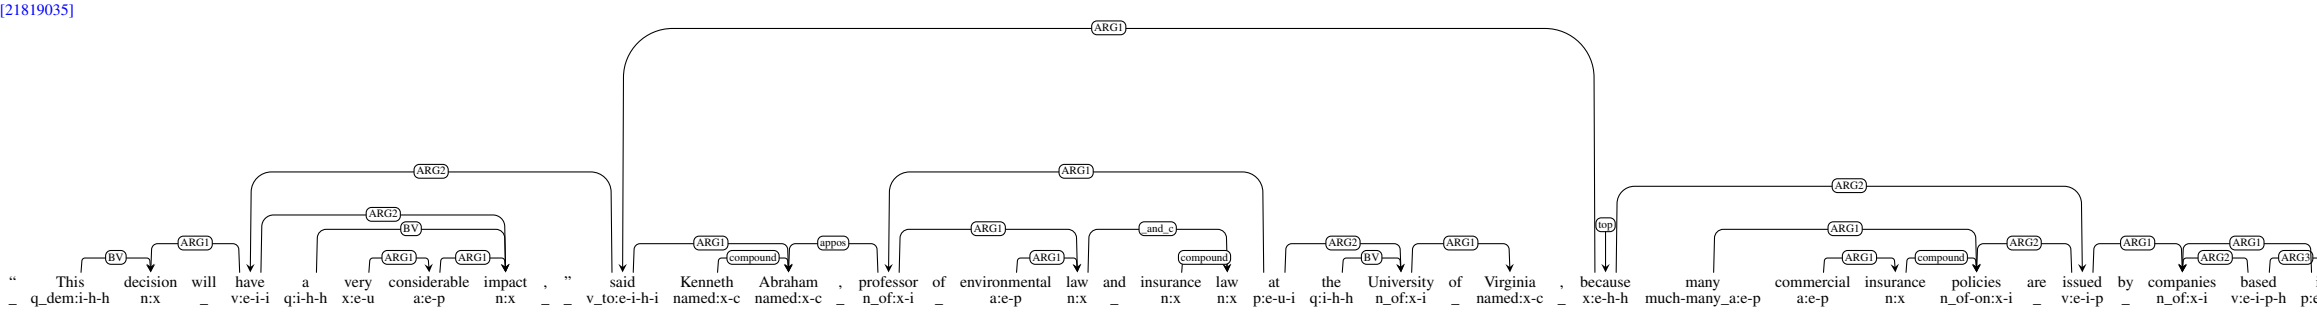 [21819035]
ARG1
ARG2 ARG1 ARG2
ARG2 top
BV ARG1 _and_c ARG1
ARG1 ARG1 appos ARG2 ARG1 ARG2 ARG1 ARG1
BV ARG1 ARG1 compound ARG1 compound BV ARG1 compound ARG2 ARG3
“ This decision will have a very considerable impact , ” said Kenneth Abraham , professor of environmental law and insurance law at the University of Virginia , because many commercial insurance policies are issued by companies based
_ q_dem:i-h-h n:x _ v:e-i-i q:i-h-h x:e-u a:e-p n:x _ _ v_to:e-i-h-i named:x-c named:x-c _ n_of:x-i _ a:e-p n:x _ n:x n:x p:e-u-i q:i-h-h n_of:x-i _ named:x-c _ x:e-h-h much-many_a:e-p a:e-p n:x n_of-on:x-i _ v:e-i-p _ n_of:x-i v:e-i-p-h